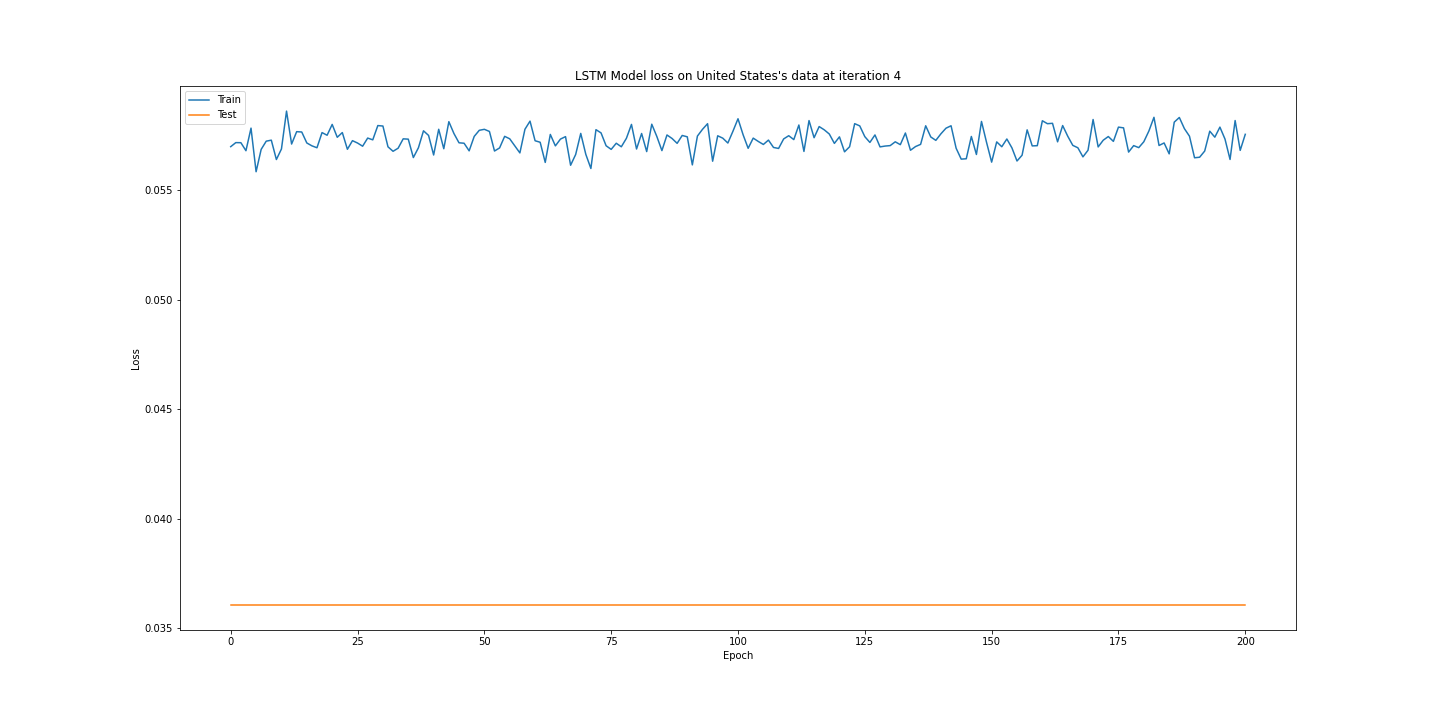 LSTM Model loss on United States's data at iteration 4
Train
Test
0.055
0.050
0.045
0.040
0.035
Loss
0 25 50 75 100 125 150 175 200
Epoch